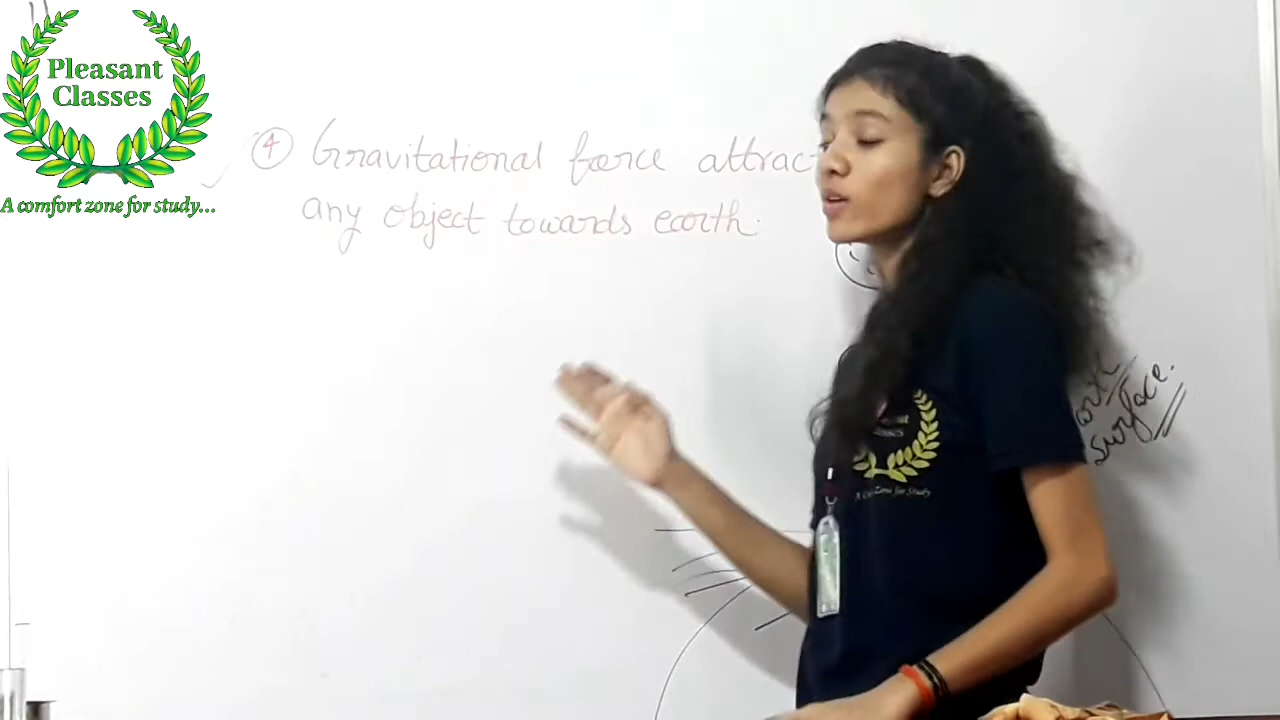 Pleasant
Classes
A comfort zone for study...
④ Gravitational force attrac
any object towards earth.
surface.